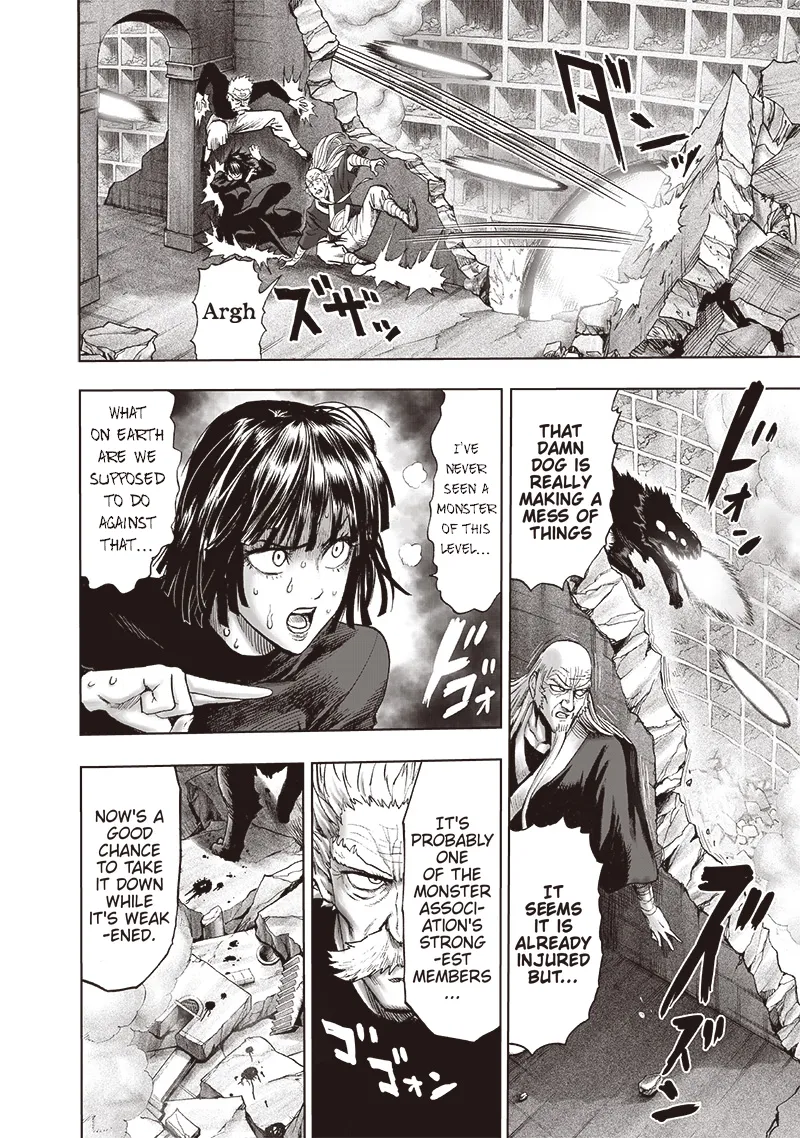 ダンッ
Argh
ズザァッ
THAT
DAMN
DOG IS
REALLY
MAKING A
MESS OF
THINGS
ドォン
IT
SEEMS
IT IS
ALREADY
INJURED
BUT...
ズズン
I'VE
NEVER
SEEN A
MONSTER
OF THIS
LEVEL...
WHAT
ON EARTH
ARE WE
SUPPOSED
TO DO
AGAINST
THAT...
ドゴォ
IT'S
PROBABLY
ONE
OF THE
MONSTER
ASSOCI-
ATION'S
STRONG
-EST
MEMBERS
...
ゴゴォン
NOW'S
A GOOD
CHANCE
TO TAKE
IT DOWN
WHILE
IT'S WEAK
-ENED.